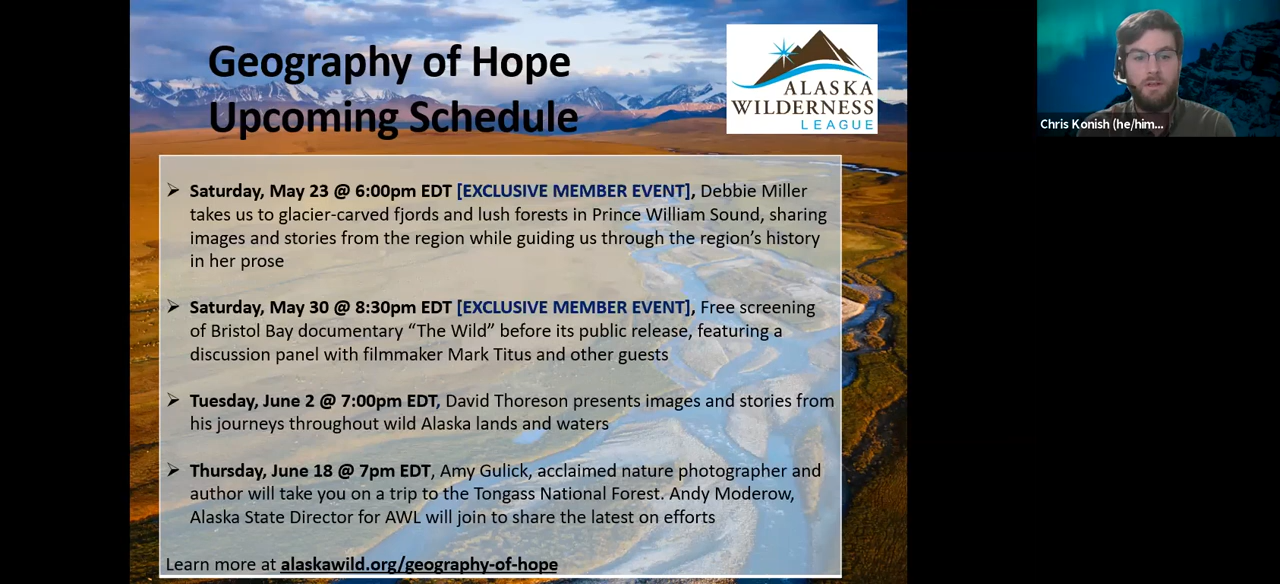 Geography of Hope
Upcoming Schedule
ALASKA
WILDERNESS
LEAGUE
Chris Konish (he/him...
➢ Saturday, May 23 @ 6:00pm EDT [EXCLUSIVE MEMBER EVENT], Debbie Miller
takes us to glacier-carved fjords and lush forests in Prince William Sound, sharing
images and stories from the region while guiding us through the region’s history
in her prose
➢ Saturday, May 30 @ 8:30pm EDT [EXCLUSIVE MEMBER EVENT], Free screening
of Bristol Bay documentary “The Wild” before its public release, featuring a
discussion panel with filmmaker Mark Titus and other guests
➢ Tuesday, June 2 @ 7:00pm EDT, David Thoreson presents images and stories from
his journeys throughout wild Alaska lands and waters
➢ Thursday, June 18 @ 7pm EDT, Amy Gulick, acclaimed nature photographer and
author will take you on a trip to the Tongass National Forest. Andy Moderow,
Alaska State Director for AWL will join to share the latest on efforts
Learn more at alaskawild.org/geography-of-hope